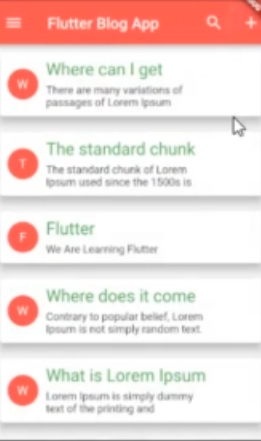 Flutter Blog App
W
Where can I get
There are many variations of
passages of Lorem Ipsum
T
The standard chunk
The standard chunk of Lorem
Ipsum used since the 1500s is
F
Flutter
We Are Learning Flutter
W
Where does it come
Contrary to popular belief, Lorem
Ipsum is not simply random text.
W
What is Lorem Ipsum
Lorem Ipsum is simply dummy
text of the printing and